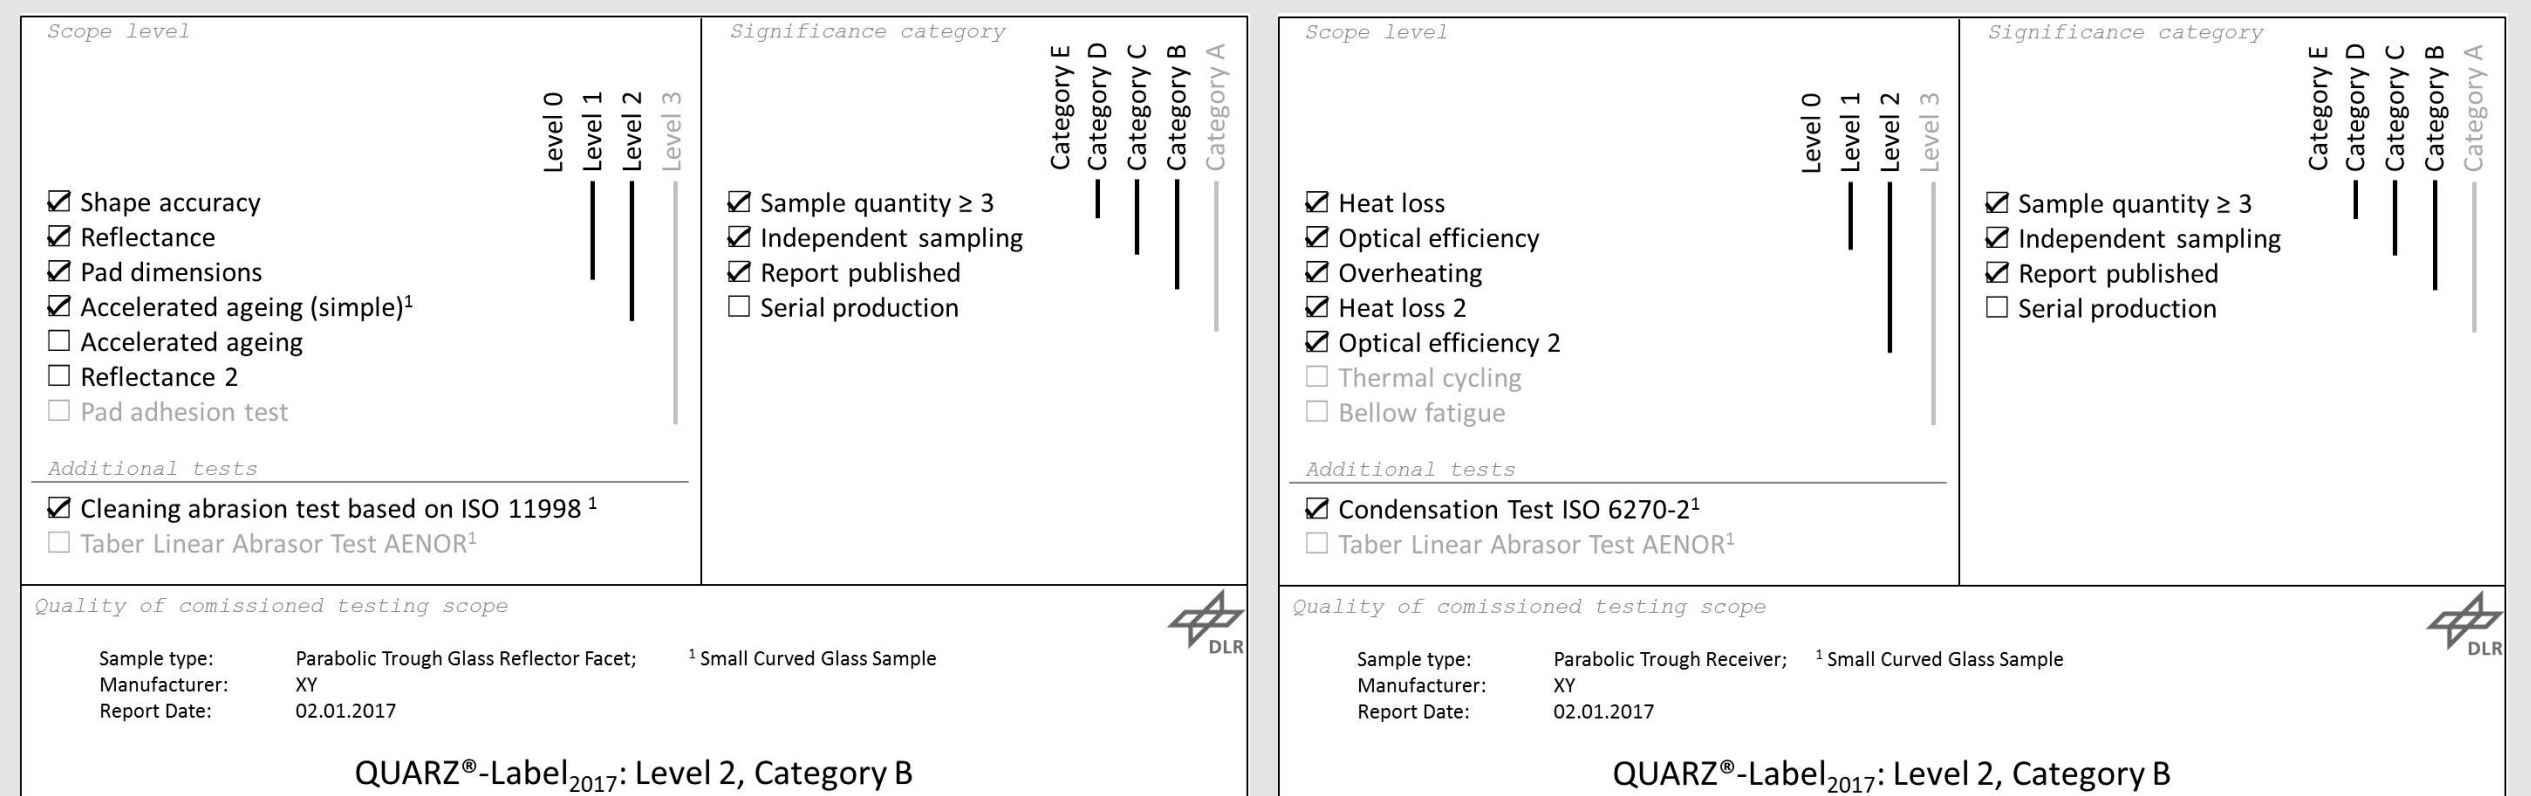 Scope level
Significance category
Level 0
Level 1
Level 2
Level 3
Category E
Category D
Category C
Category B
Category A
☑ Shape accuracy
☑ Reflectance
☑ Pad dimensions
☑ Accelerated ageing (simple)¹
☐ Accelerated ageing
☐ Reflectance 2
☐ Pad adhesion test
☑ Sample quantity ≥ 3
☑ Independent sampling
☑ Report published
☐ Serial production
Additional tests
☑ Cleaning abrasion test based on ISO 11998 ¹
☐ Taber Linear Abrasor Test AENOR¹
Quality of comissioned testing scope
DLR
Sample type: Parabolic Trough Glass Reflector Facet; ¹ Small Curved Glass Sample
Manufacturer: XY
Report Date: 02.01.2017
QUARZ®-Label₂₀₁₇: Level 2, Category B
Scope level
Significance category
Level 0
Level 1
Level 2
Level 3
Category E
Category D
Category C
Category B
Category A
☑ Heat loss
☑ Optical efficiency
☑ Overheating
☑ Heat loss 2
☑ Optical efficiency 2
☐ Thermal cycling
☐ Bellow fatigue
☑ Sample quantity ≥ 3
☑ Independent sampling
☑ Report published
☐ Serial production
Additional tests
☑ Condensation Test ISO 6270-2¹
☐ Taber Linear Abrasor Test AENOR¹
Quality of comissioned testing scope
DLR
Sample type: Parabolic Trough Receiver; ¹ Small Curved Glass Sample
Manufacturer: XY
Report Date: 02.01.2017
QUARZ®-Label₂₀₁₇: Level 2, Category B